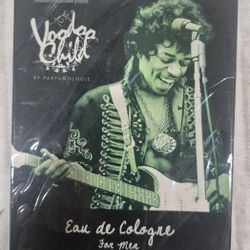 Voodoo
Child
BY PARFUMOLOGIE
Eau de Cologne
For Men